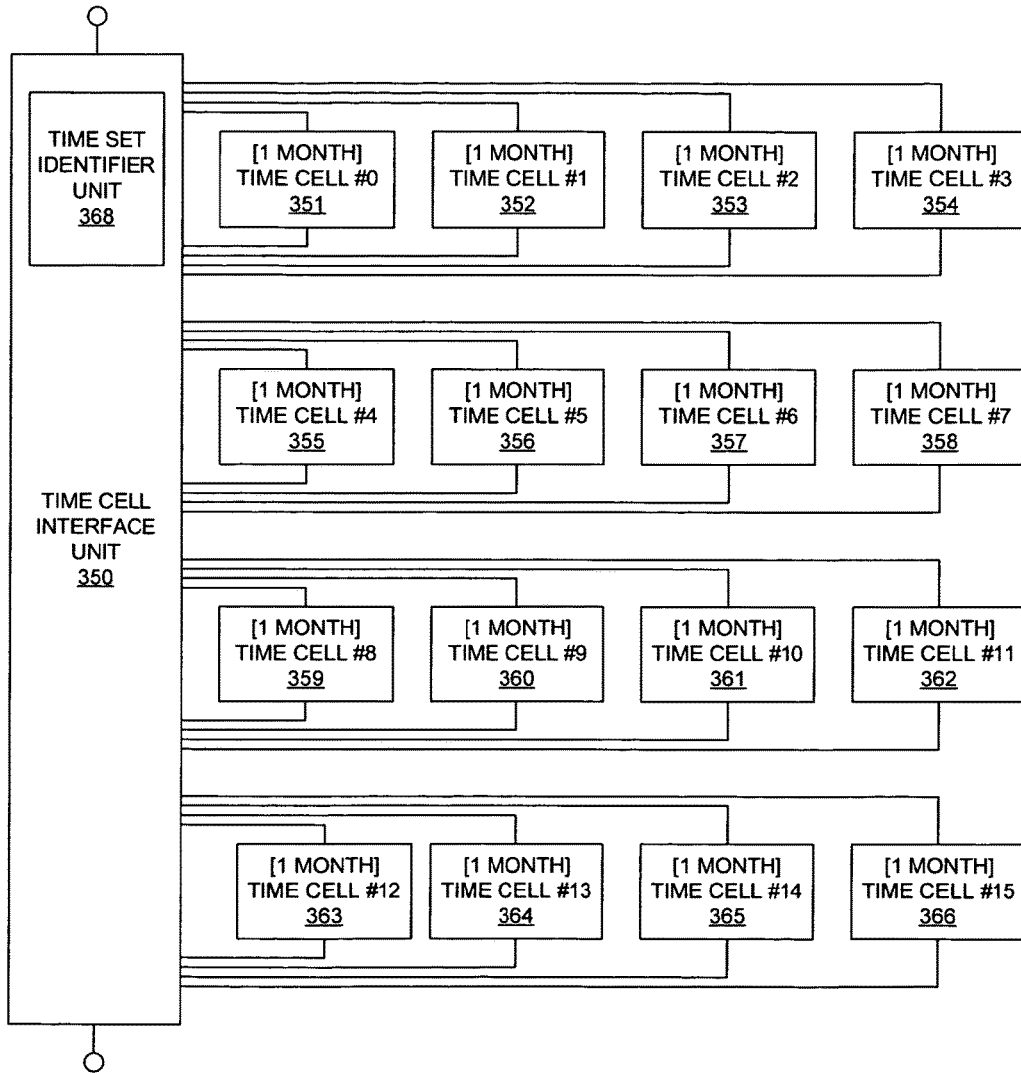 TIME SET
IDENTIFIER
UNIT
368
[1 MONTH]
TIME CELL #0
351
[1 MONTH]
TIME CELL #1
352
[1 MONTH]
TIME CELL #2
353
[1 MONTH]
TIME CELL #3
354
[1 MONTH]
TIME CELL #4
355
[1 MONTH]
TIME CELL #5
356
[1 MONTH]
TIME CELL #6
357
[1 MONTH]
TIME CELL #7
358
TIME CELL
INTERFACE
UNIT
350
[1 MONTH]
TIME CELL #8
359
[1 MONTH]
TIME CELL #9
360
[1 MONTH]
TIME CELL #10
361
[1 MONTH]
TIME CELL #11
362
[1 MONTH]
TIME CELL #12
363
[1 MONTH]
TIME CELL #13
364
[1 MONTH]
TIME CELL #14
365
[1 MONTH]
TIME CELL #15
366